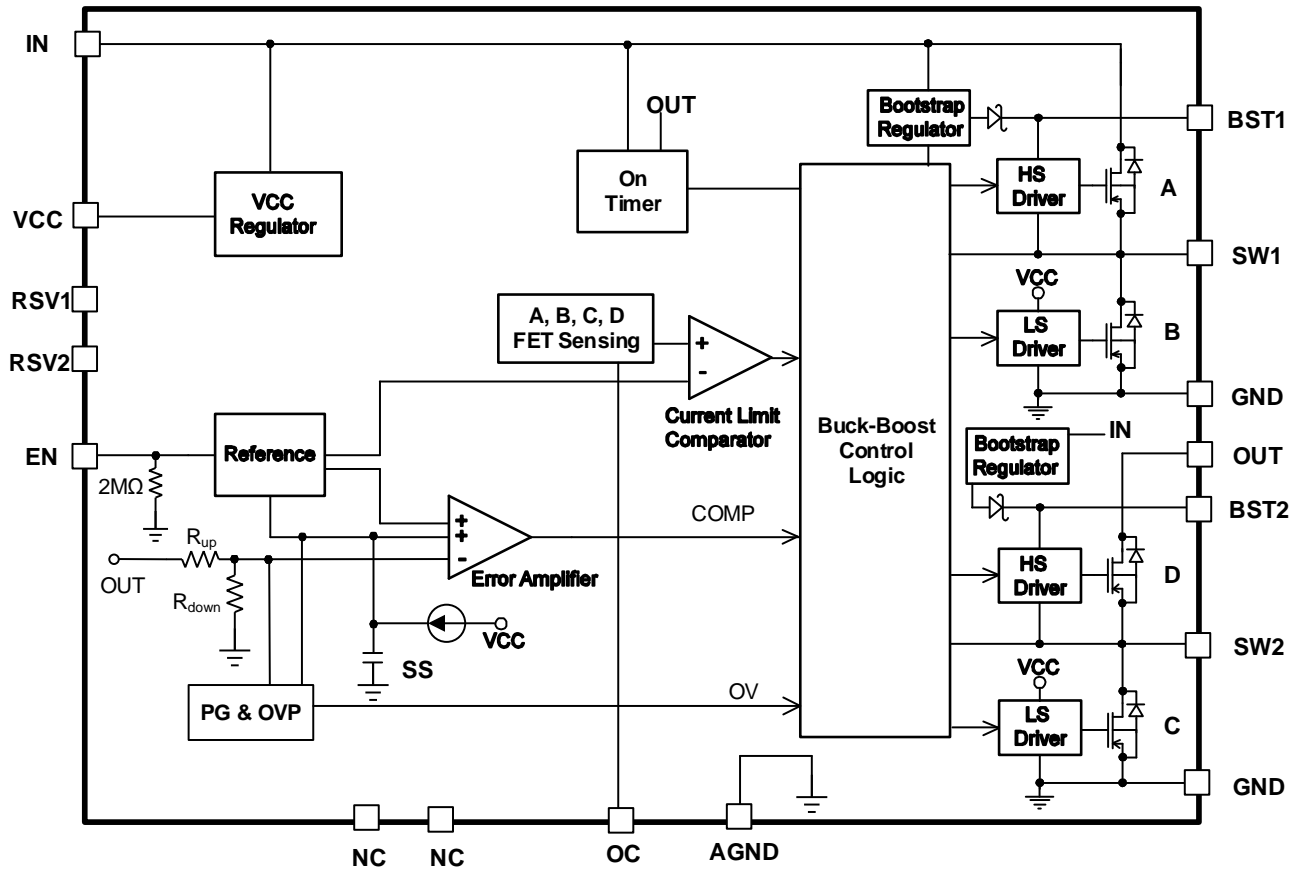 IN
OUT
Bootstrap
Regulator
BST1
On
Timer
HS
Driver
A
VCC
Regulator
VCC
SW1
RSV1
VCC
A, B, C, D
FET Sensing
+
-
LS
Driver
B
RSV2
Current Limit
Comparator
GND
Buck-Boost
Control
Logic
IN
Bootstrap
Regulator
EN
Reference
OUT
2MΩ
BST2
COMP
+
+
-
Rup
OUT
Error Amplifier
HS
Driver
D
Rdown
VCC
SW2
SS
VCC
OV
PG & OVP
LS
Driver
C
GND
NC
NC
OC
AGND